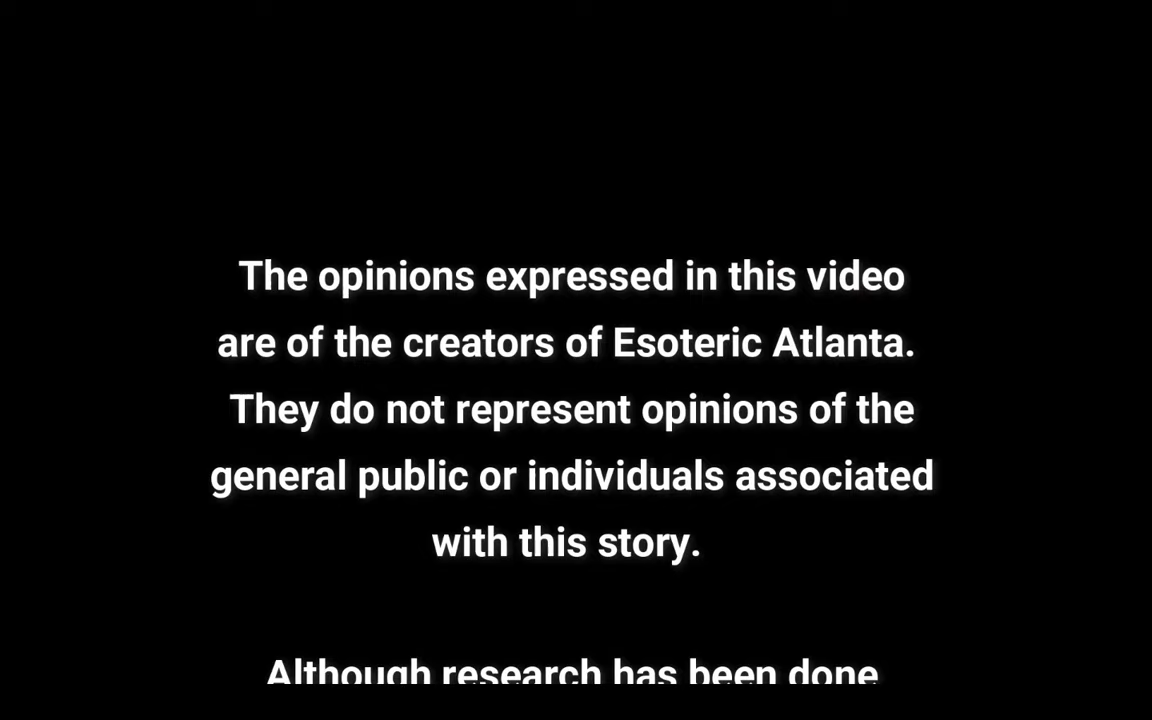 The opinions expressed in this video
are of the creators of Esoteric Atlanta.
They do not represent opinions of the
general public or individuals associated
with this story.
Although research has been done